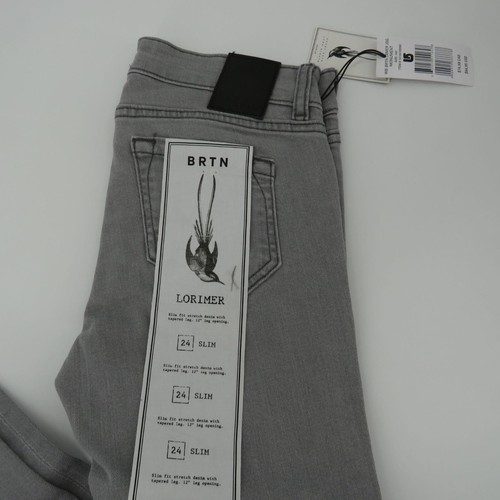 BRTN
LORIMER
Slim fit stretch denim with
tapered leg. 12" leg opening.
24 SLIM
Slim fit stretch denim with
tapered leg. 12" leg opening.
24 SLIM
Slim fit stretch denim with
tapered leg. 12" leg opening.
24 SLIM
Slim fit stretch denim with
tapered leg. 12" leg opening.